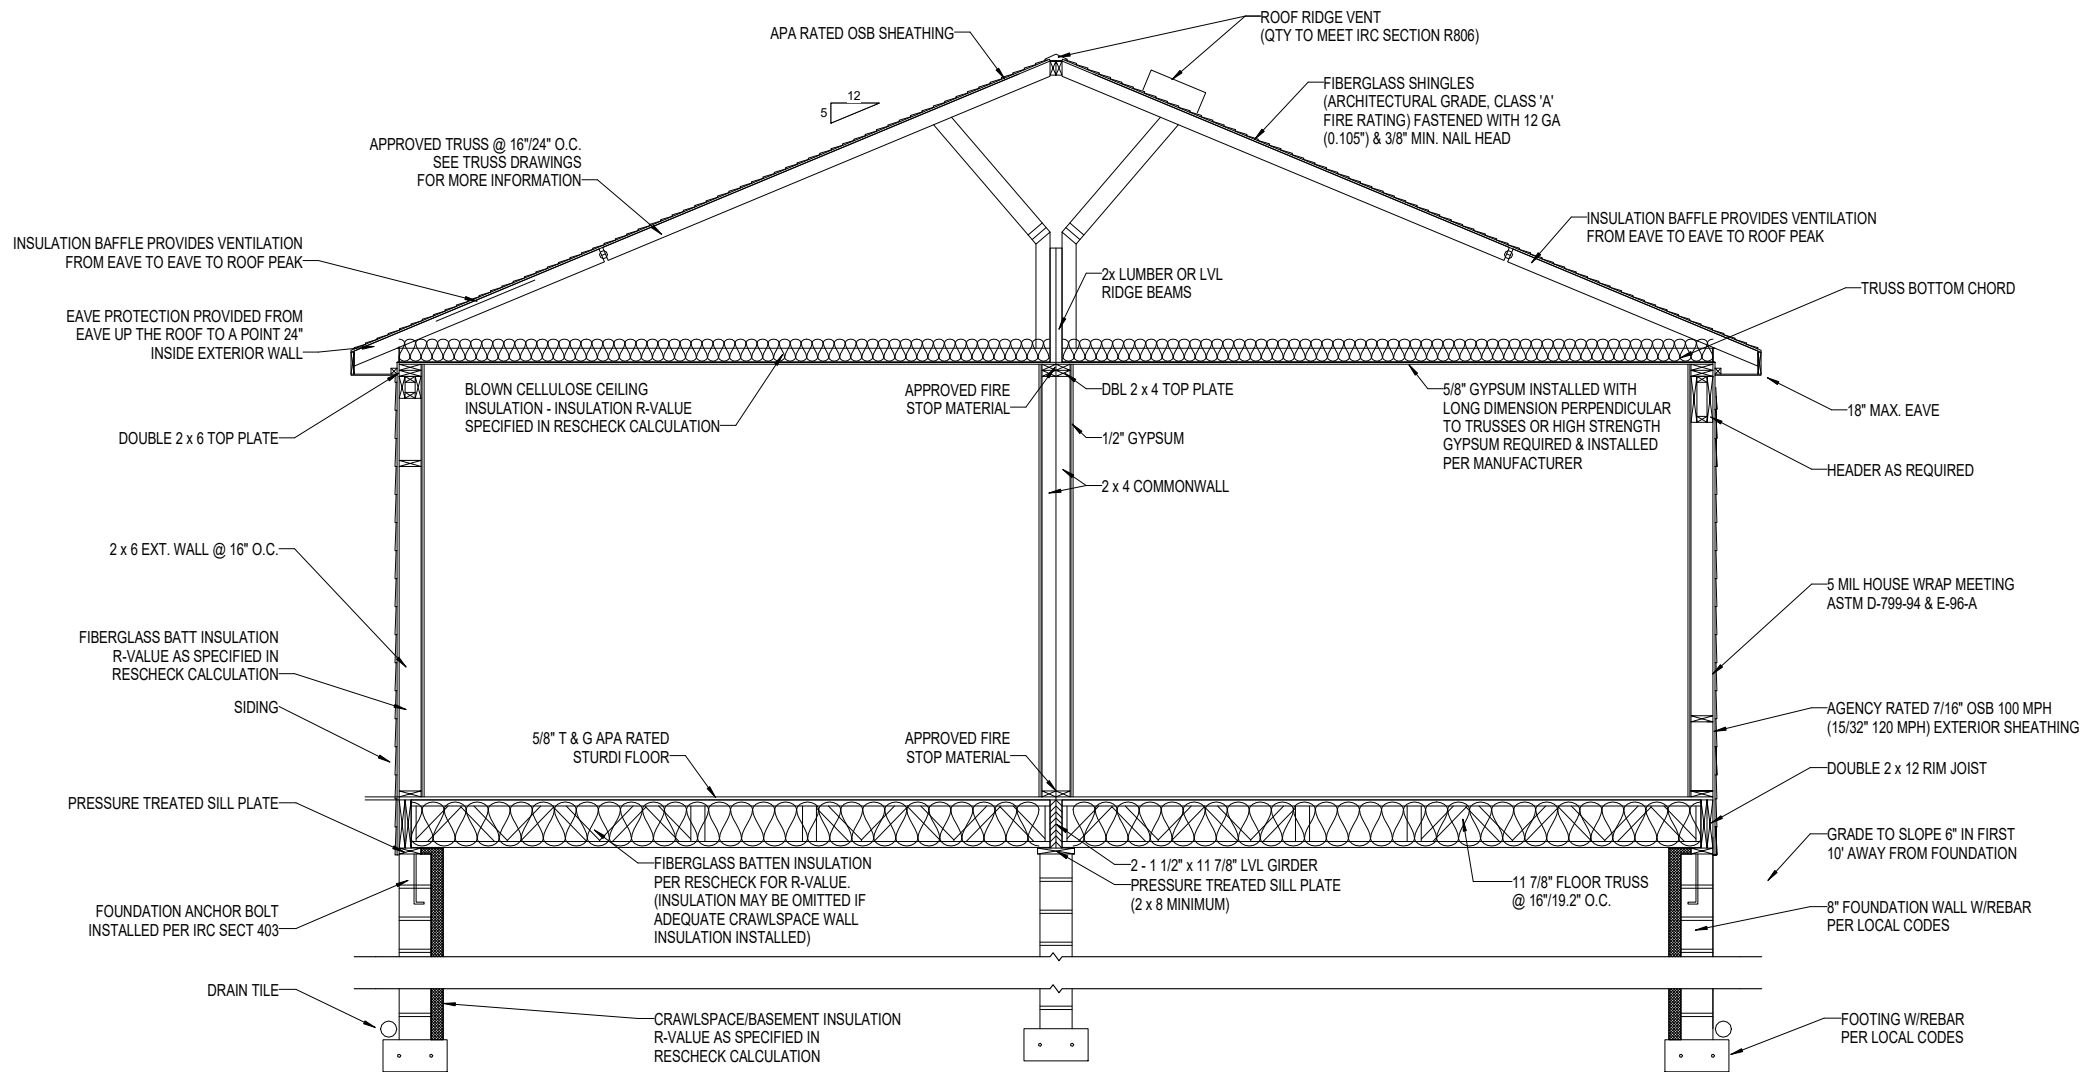 APA RATED OSB SHEATHING
ROOF RIDGE VENT
(QTY TO MEET IRC SECTION R806)
12
5
FIBERGLASS SHINGLES
(ARCHITECTURAL GRADE, CLASS 'A'
FIRE RATING) FASTENED WITH 12 GA
(0.105") & 3/8" MIN. NAIL HEAD
APPROVED TRUSS @ 16"/24" O.C.
SEE TRUSS DRAWINGS
FOR MORE INFORMATION
INSULATION BAFFLE PROVIDES VENTILATION
FROM EAVE TO EAVE TO ROOF PEAK
INSULATION BAFFLE PROVIDES VENTILATION
FROM EAVE TO EAVE TO ROOF PEAK
2x LUMBER OR LVL
RIDGE BEAMS
TRUSS BOTTOM CHORD
EAVE PROTECTION PROVIDED FROM
EAVE UP THE ROOF TO A POINT 24"
INSIDE EXTERIOR WALL
BLOWN CELLULOSE CEILING
INSULATION - INSULATION R-VALUE
SPECIFIED IN RESCHECK CALCULATION
APPROVED FIRE
STOP MATERIAL
DBL 2 x 4 TOP PLATE
5/8" GYPSUM INSTALLED WITH
LONG DIMENSION PERPENDICULAR
TO TRUSSES OR HIGH STRENGTH
GYPSUM REQUIRED & INSTALLED
PER MANUFACTURER
18" MAX. EAVE
DOUBLE 2 x 6 TOP PLATE
1/2" GYPSUM
HEADER AS REQUIRED
2 x 4 COMMONWALL
2 x 6 EXT. WALL @ 16" O.C.
5 MIL HOUSE WRAP MEETING
ASTM D-799-94 & E-96-A
FIBERGLASS BATT INSULATION
R-VALUE AS SPECIFIED IN
RESCHECK CALCULATION
SIDING
AGENCY RATED 7/16" OSB 100 MPH
(15/32" 120 MPH) EXTERIOR SHEATHING
5/8" T & G APA RATED
STURDI FLOOR
APPROVED FIRE
STOP MATERIAL
DOUBLE 2 x 12 RIM JOIST
PRESSURE TREATED SILL PLATE
GRADE TO SLOPE 6" IN FIRST
10' AWAY FROM FOUNDATION
FIBERGLASS BATTEN INSULATION
PER RESCHECK FOR R-VALUE.
(INSULATION MAY BE OMITTED IF
ADEQUATE CRAWLSPACE WALL
INSULATION INSTALLED)
2 - 1 1/2" x 11 7/8" LVL GIRDER
PRESSURE TREATED SILL PLATE
(2 x 8 MINIMUM)
11 7/8" FLOOR TRUSS
@ 16"/19.2" O.C.
FOUNDATION ANCHOR BOLT
INSTALLED PER IRC SECT 403
8" FOUNDATION WALL W/REBAR
PER LOCAL CODES
DRAIN TILE
CRAWLSPACE/BASEMENT INSULATION
R-VALUE AS SPECIFIED IN
RESCHECK CALCULATION
FOOTING W/REBAR
PER LOCAL CODES